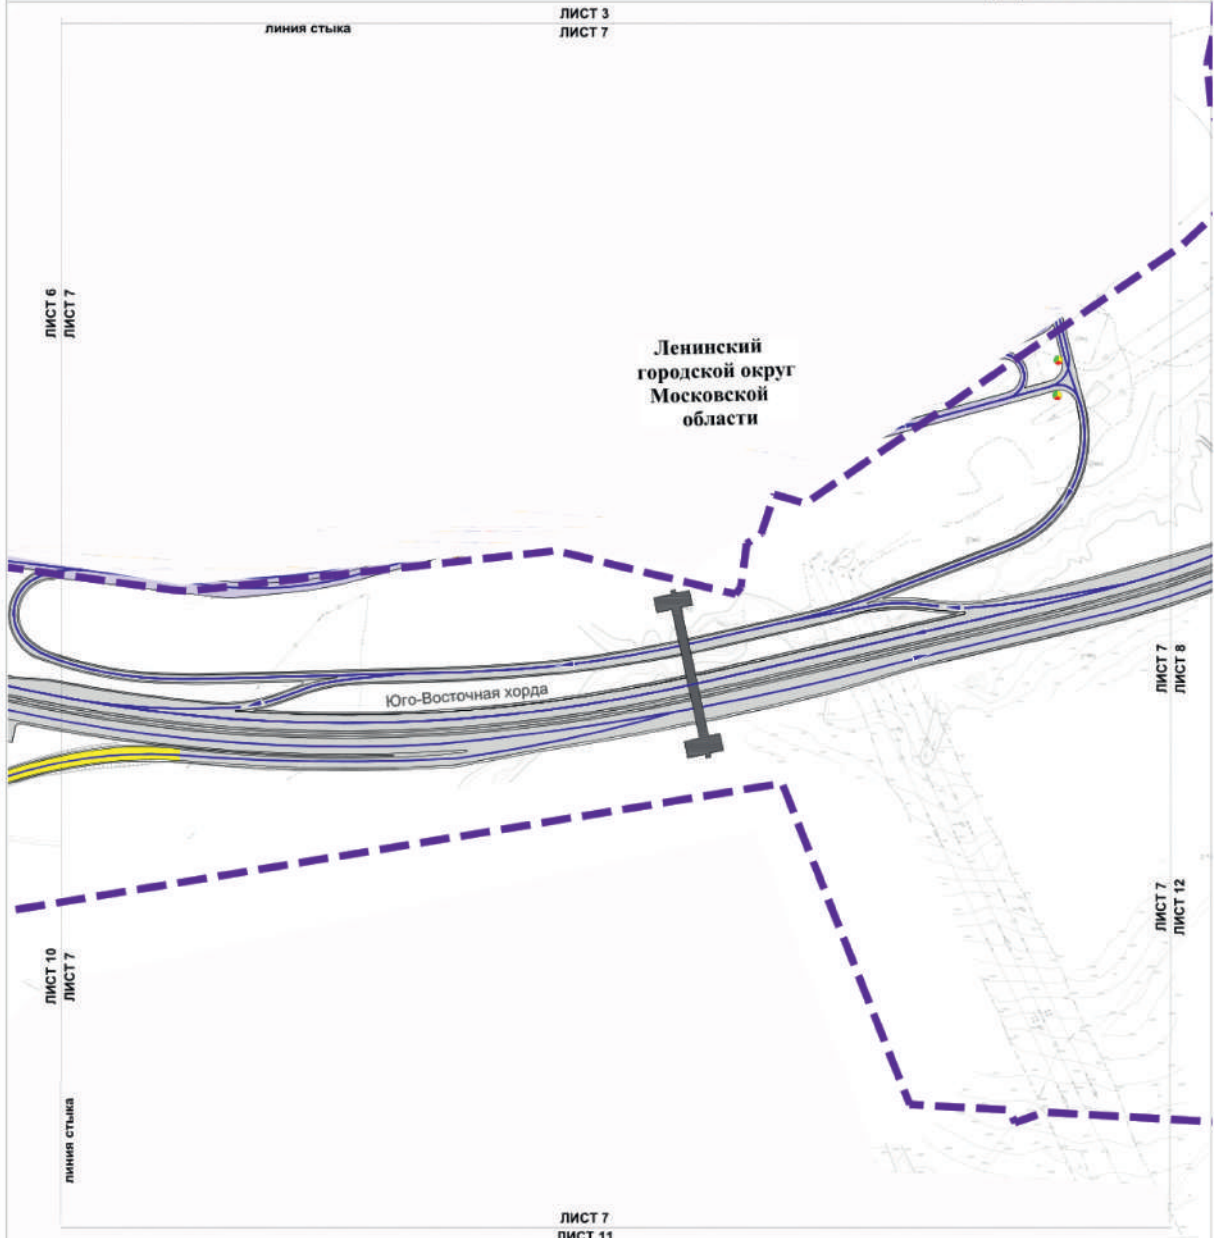 ЛИСТ 3
линия стыка
ЛИСТ 7
ЛИСТ 6
ЛИСТ 7
Ленинский
городской округ
Московской
области
Юго-Восточная хорда
ЛИСТ 7
ЛИСТ 8
ЛИСТ 7
ЛИСТ 12
ЛИСТ 10
ЛИСТ 7
линия стыка
ЛИСТ 7
ЛИСТ 11